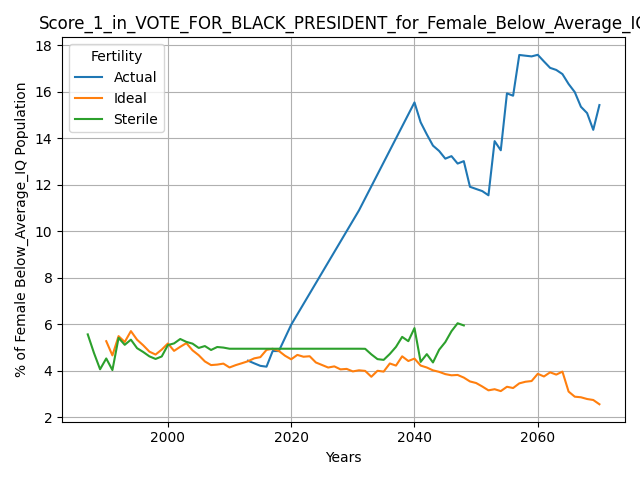 Score_1_in_VOTE_FOR_BLACK_PRESIDENT_for_Female_Below_Average_IQ
Fertility
Actual
Ideal
Sterile
18
16
14
12
10
8
6
4
2
% of Female Below_Average_IQ Population
2000
2020
2040
2060
Years